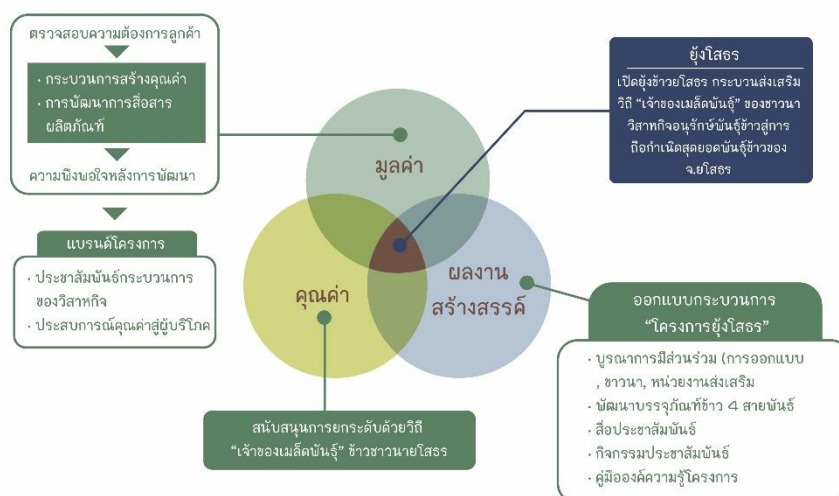 ตรวจสอบความต้องการลูกค้า
· กระบวนการสร้างคุณค่า
· การพัฒนาการสื่อสาร
ผลิตภัณฑ์
ความพึงพอใจหลังการพัฒนา
แบรนด์โครงการ
· ประชาสัมพันธ์กระบวนการ
ของวิสาหกิจ
· ประสบการณ์คุณค่าสู่ผู้บริโภค
มูลค่า
คุณค่า
ผลงาน
สร้างสรรค์
ยุ้งโสธร
เปิดยุ้งข้าวยโสธร กระบวนส่งเสริม
วิถี “เจ้าของเมล็ดพันธุ์” ของชาวนา
วิสาหกิจอนุรักษ์พันธุ์ข้าวสู่การ
ถือกำเนิดสุดยอดพันธุ์ข้าวของ
จ.ยโสธร
ออกแบบกระบวนการ
“โครงการยุ้งโสธร”
· บูรณาการมีส่วนร่วม (การออกแบบ
, ชาวนา, หน่วยงานส่งเสริม
· พัฒนาบรรจุภัณฑ์ข้าว 4 สายพันธ์
· สื่อประชาสัมพันธ์
· กิจกรรมประชาสัมพันธ์
· คู่มือองค์ความรู้โครงการ
สนับสนุนการยกระดับด้วยวิถี
“เจ้าของเมล็ดพันธุ์” ข้าวชาวนายโสธร